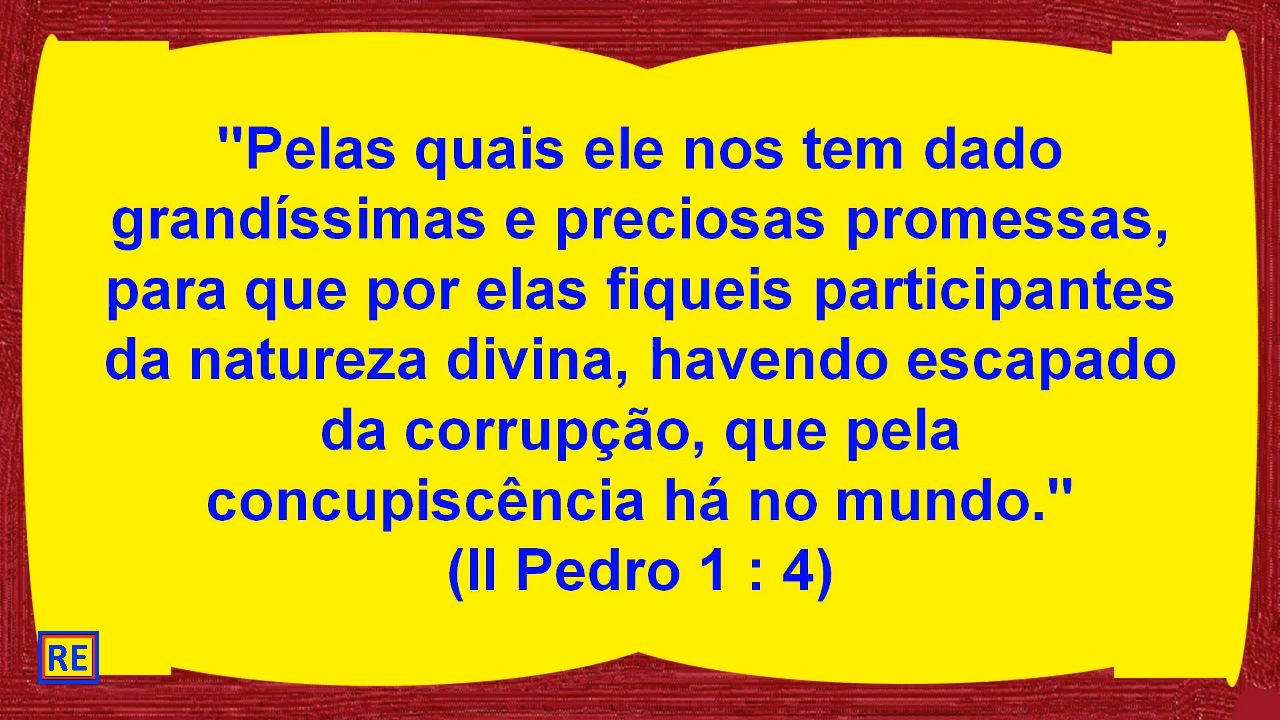 "Pelas quais ele nos tem dado
grandíssimas e preciosas promessas,
para que por elas fiqueis participantes
da natureza divina, havendo escapado
da corrupção, que pela
concupiscência há no mundo."
(II Pedro 1 : 4)
RE